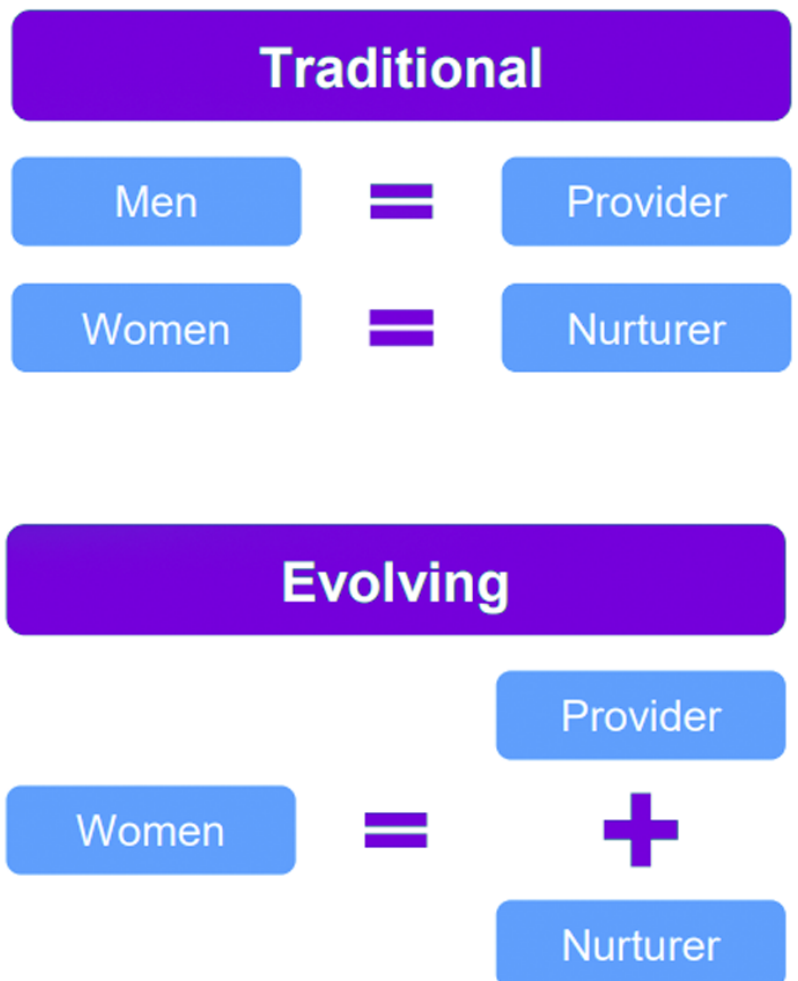 Traditional
Men = Provider
Women = Nurturer
Evolving
Provider
Women = +
Nurturer